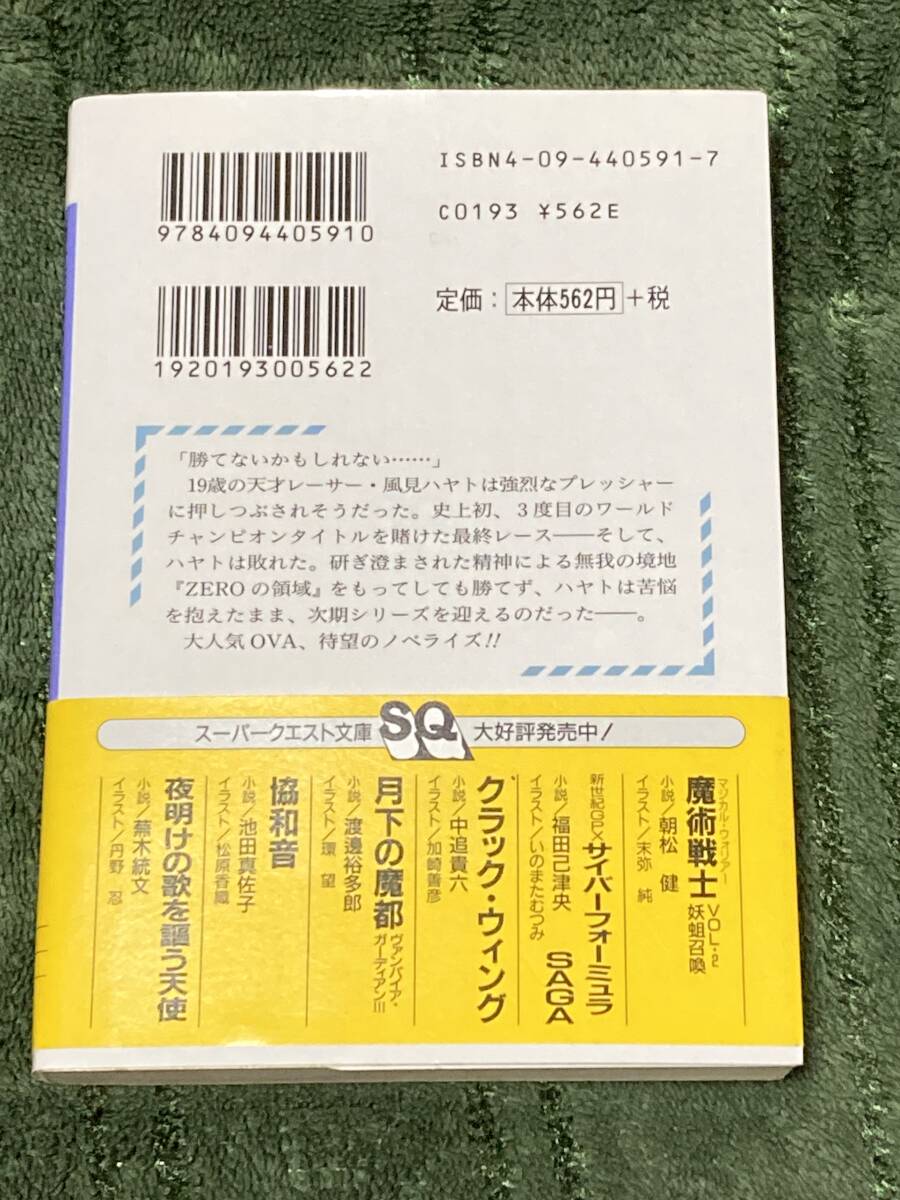 ISBN4-09-440591-7
C0193 ¥562E
9784094405910
定価：本体562円＋税
1920193005622
「勝てないかもしれない……」
19歳の天才レーサー・風見ハヤトは強烈なプレッシャー
に押しつぶされそうだった。史上初、３度目のワールド
チャンピオンタイトルを賭けた最終レース――そして、
ハヤトは敗れた。研ぎ澄まされた精神による無我の境地
『ZEROの領域』をもってしても勝てず、ハヤトは苦悩
を抱えたまま、次期シリーズを迎えるのだった――。
大人気OVA、待望のノベライズ!!
スーパークエスト文庫 SQ 大好評発売中！
マジカル・ウォリアー
魔術戦士 VOL.2 妖蛆召喚
小説／朝松 健
イラスト／末弥 純
新世紀GPXサイバーフォーミュラ SAGA
小説／福田己津央
イラスト／いのまたむつみ
クラック・ウィング
小説／中追貴六
イラスト／加崎善彦
月下の魔都 ヴァンパイア・ガーディアンIII
小説／渡邊裕多郎
イラスト／環 望
協和音
小説／池田真佐子
イラスト／松原香織
夜明けの歌を謳う天使
小説／蕪木統文
イラスト／丹野 忍